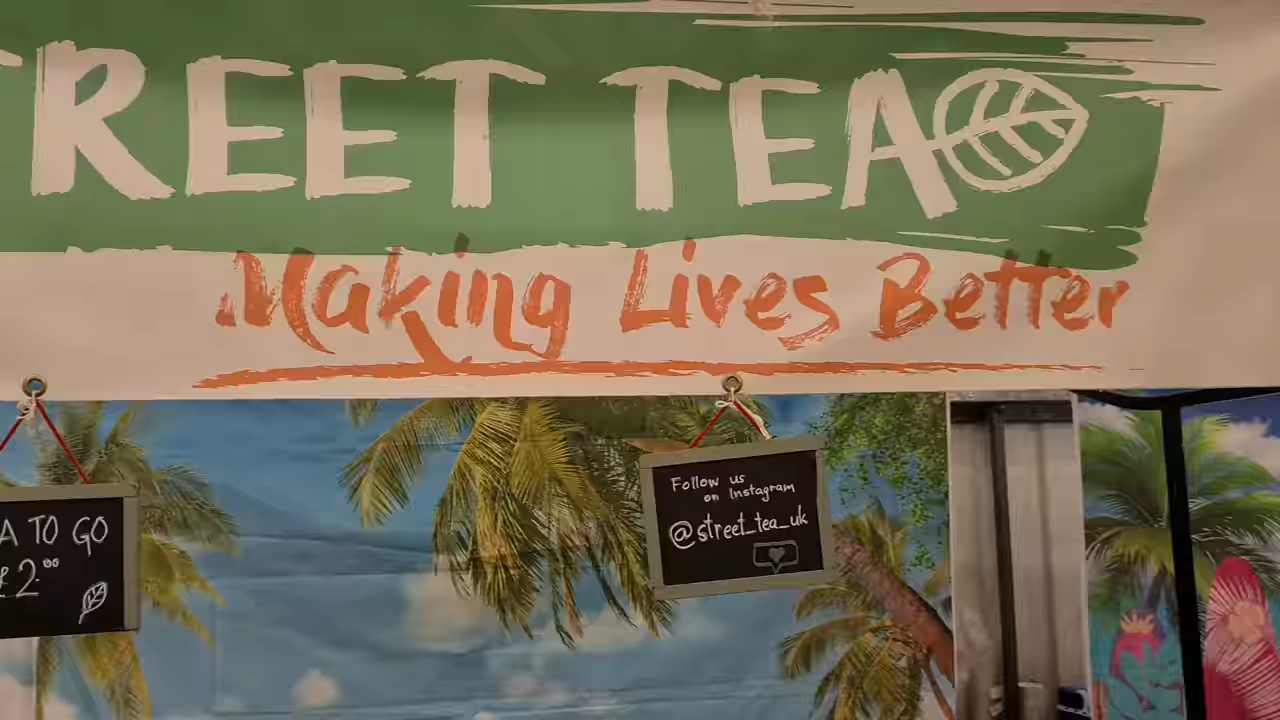 TREET TEA
Making Lives Better
A TO GO
£2.00
Follow us
on Instagram
@street_tea_uk